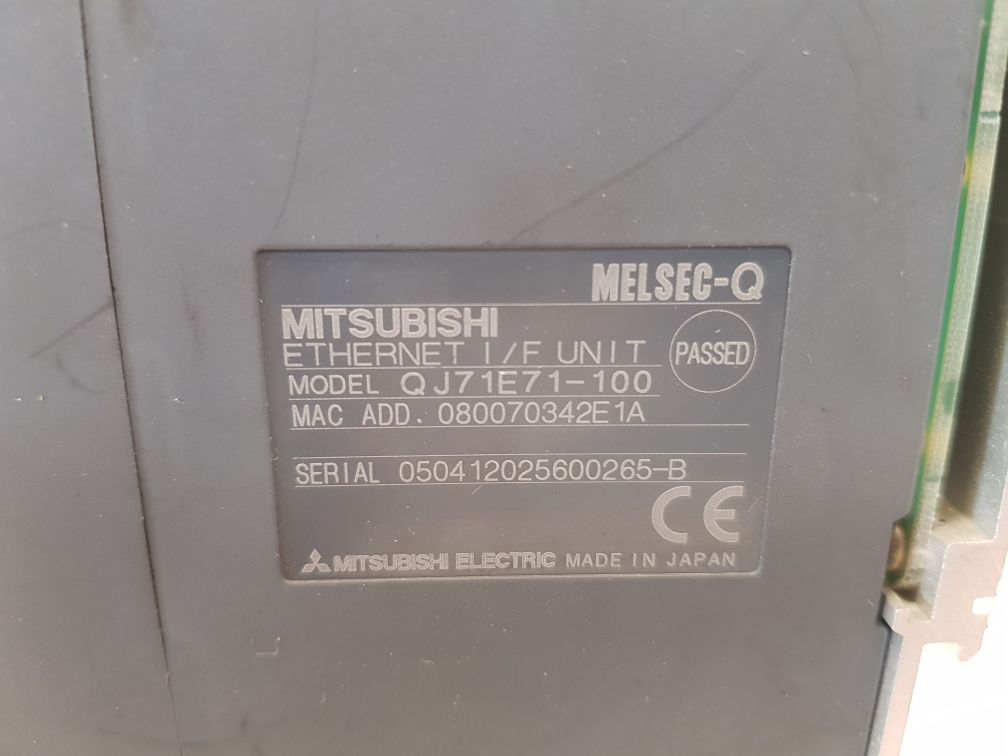 MELSEC-Q
MITSUBISHI
ETHERNET I/F UNIT
PASSED
MODEL QJ71E71-100
MAC ADD. 080070342E1A
SERIAL 050412025600265-B
CE
MITSUBISHI ELECTRIC MADE IN JAPAN